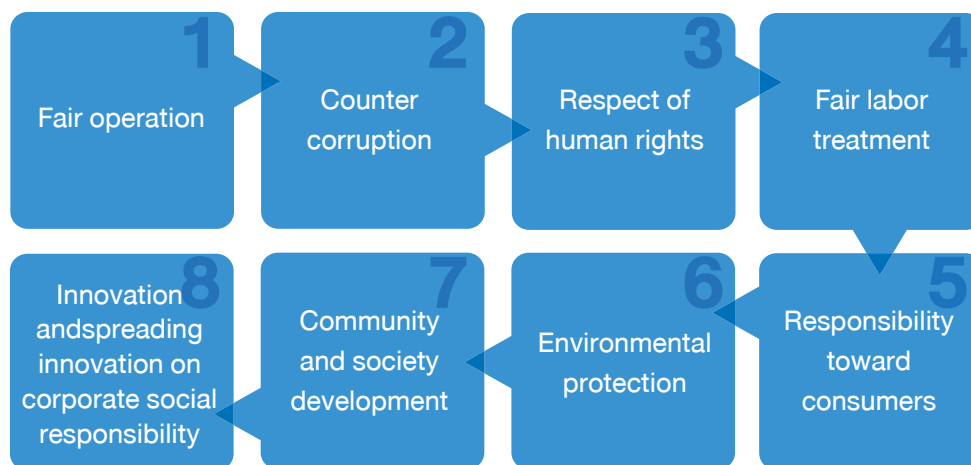 1
Fair operation
2
Counter
corruption
3
Respect of
human rights
4
Fair labor
treatment
5
Responsibility
toward
consumers
6
Environmental
protection
7
Community
and society
development
8
Innovation
andspreading
innovation on
corporate social
responsibility